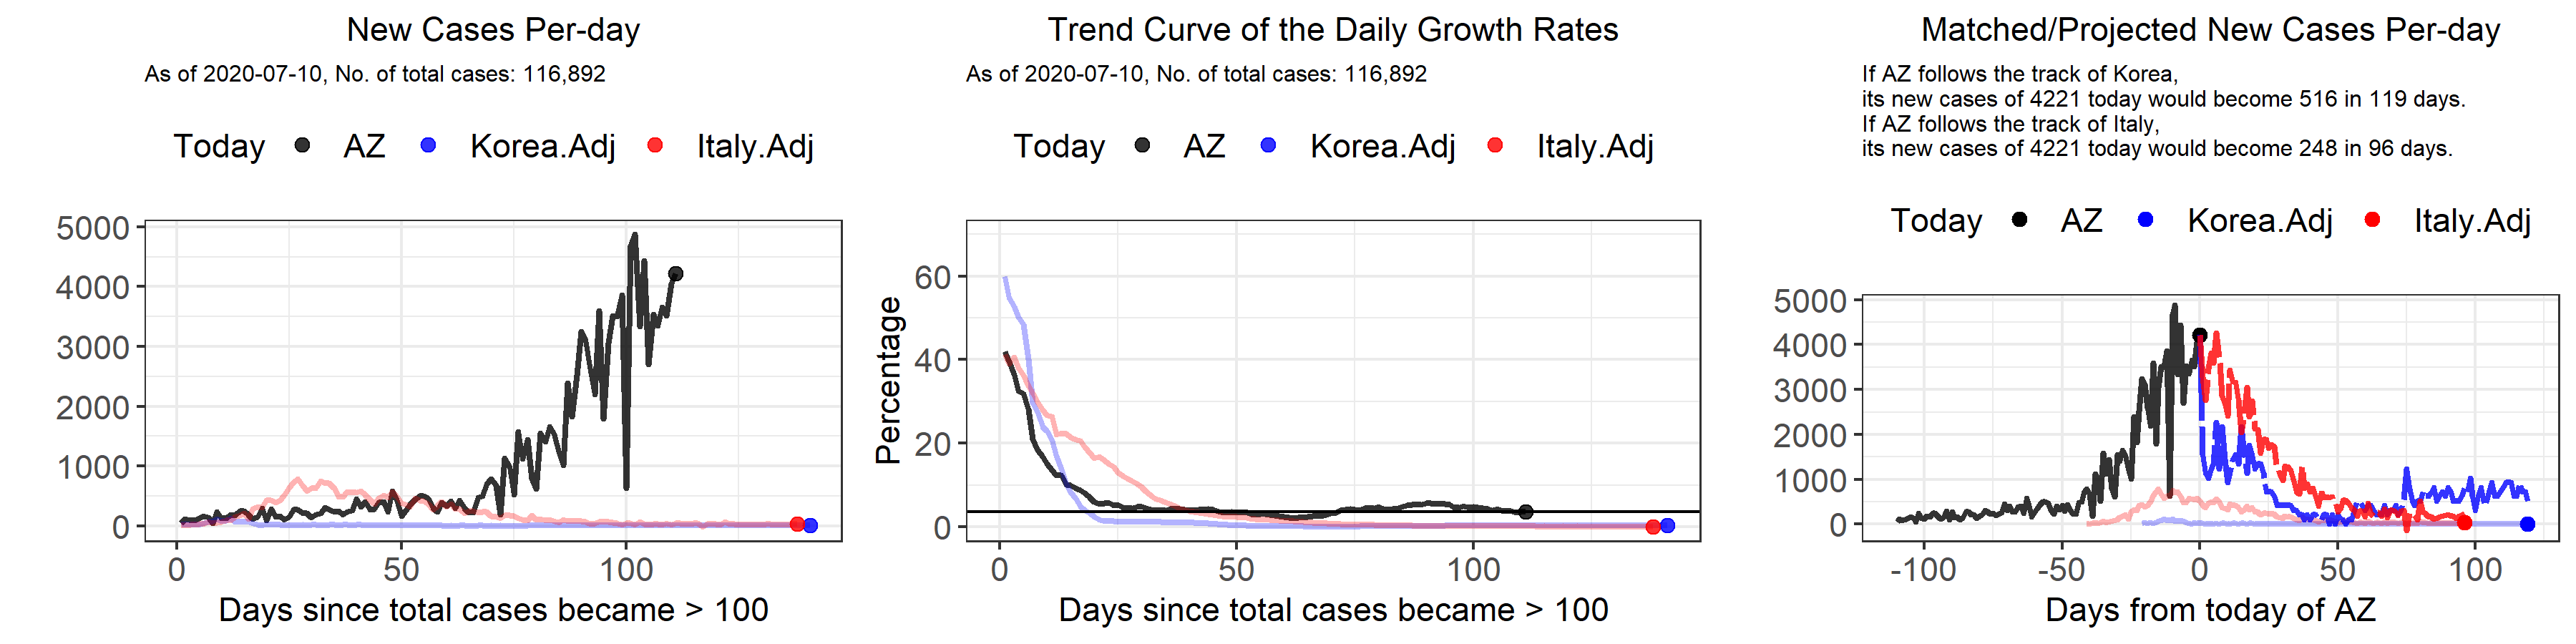 New Cases Per-day
As of 2020-07-10, No. of total cases: 116,892
Today AZ Korea.Adj Italy.Adj
5000
4000
3000
2000
1000
0
0 50 100
Days since total cases became > 100
Trend Curve of the Daily Growth Rates
As of 2020-07-10, No. of total cases: 116,892
Today AZ Korea.Adj Italy.Adj
Percentage
60
40
20
0
0 50 100
Days since total cases became > 100
Matched/Projected New Cases Per-day
If AZ follows the track of Korea,
its new cases of 4221 today would become 516 in 119 days.
If AZ follows the track of Italy,
its new cases of 4221 today would become 248 in 96 days.
Today AZ Korea.Adj Italy.Adj
5000
4000
3000
2000
1000
0
-100 -50 0 50 100
Days from today of AZ